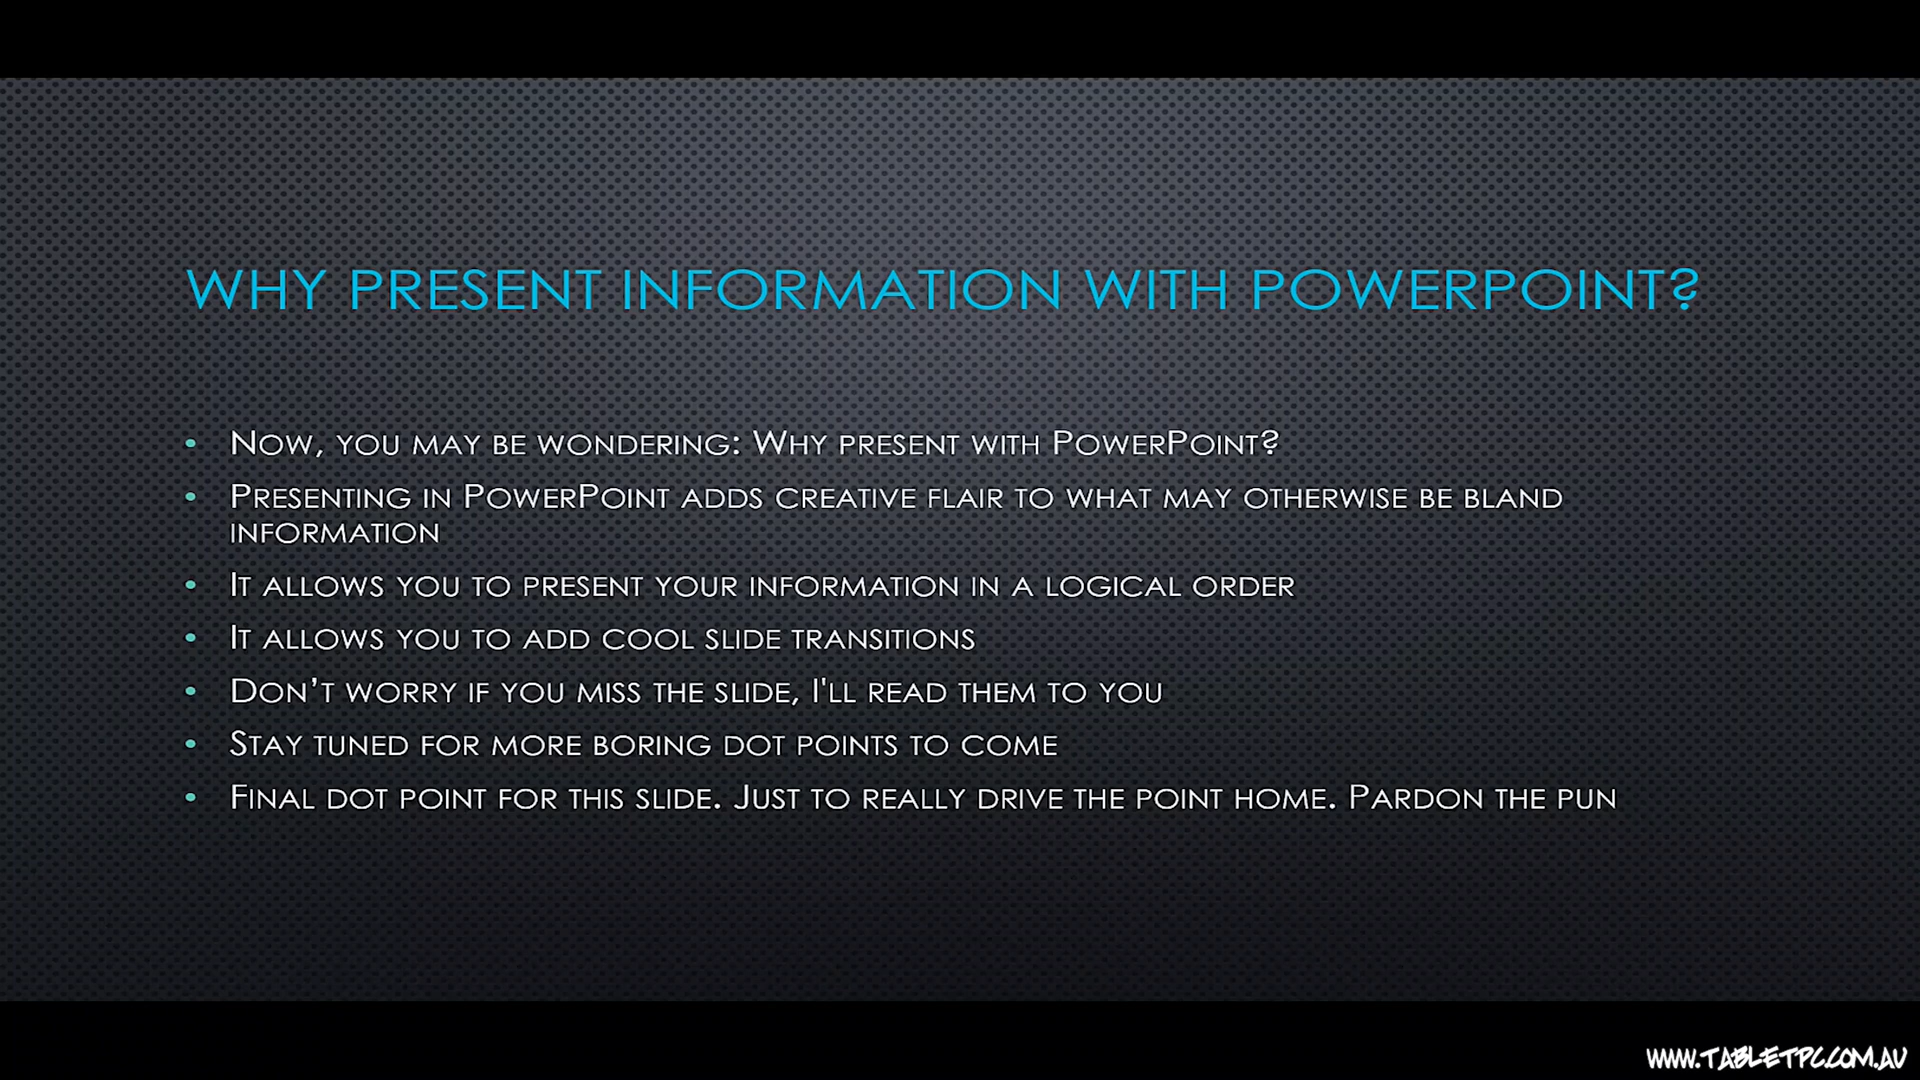 WHY PRESENT INFORMATION WITH POWERPOINT?
• Now, you may be wondering: Why present with PowerPoint?
• Presenting in PowerPoint adds creative flair to what may otherwise be bland
information
• It allows you to present your information in a logical order
• It allows you to add cool slide transitions
• Don’t worry if you miss the slide, I'll read them to you
• Stay tuned for more boring dot points to come
• Final dot point for this slide. Just to really drive the point home. Pardon the pun
WWW.TABLETPC.COM.AU